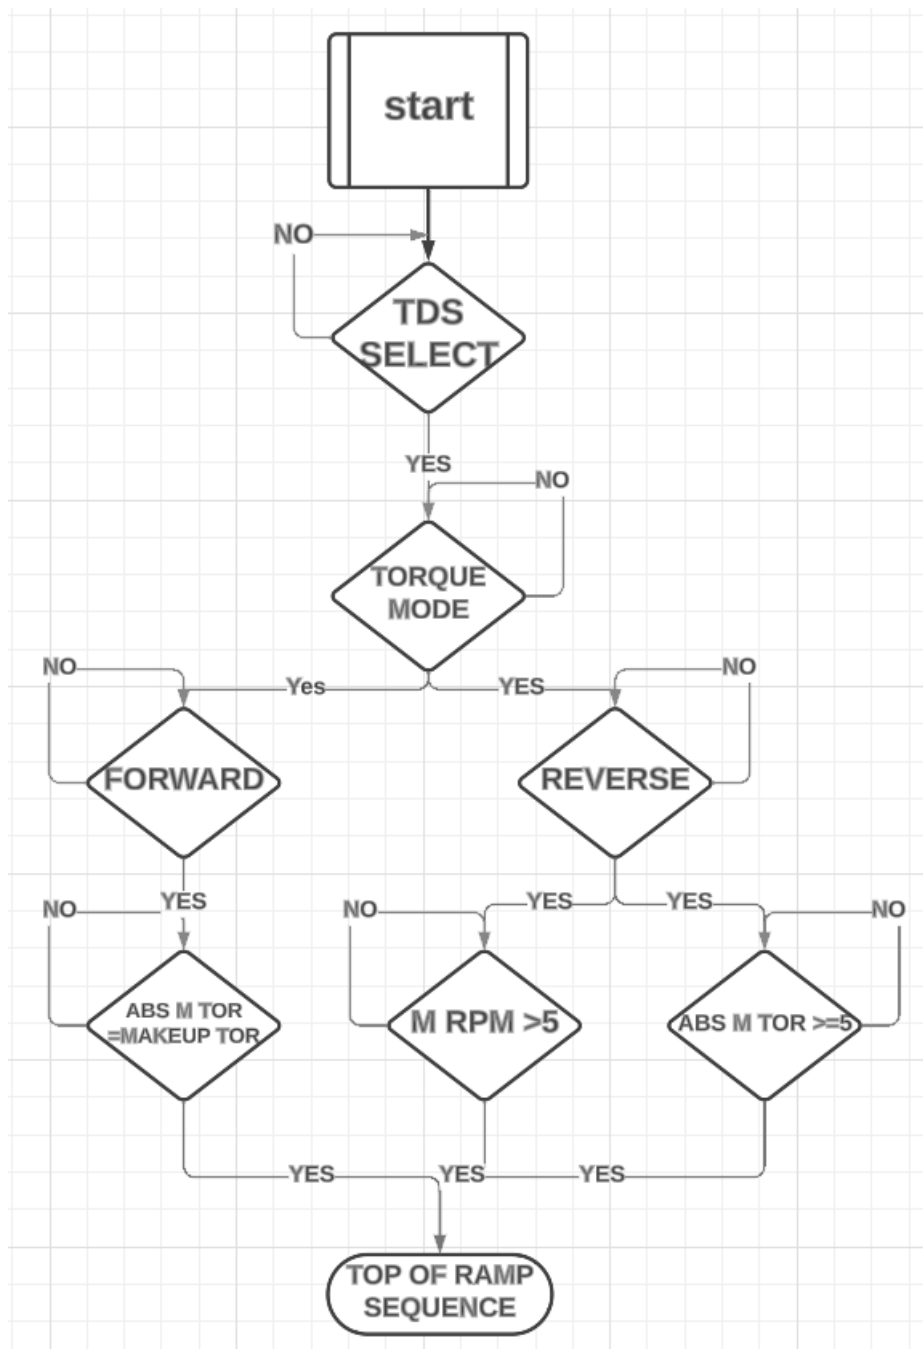 start
NO
TDS
SELECT
YES
NO
TORQUE
MODE
NO
Yes
YES
NO
FORWARD
REVERSE
NO
YES
NO
YES
YES
NO
ABS M TOR
=MAKEUP TOR
M RPM >5
ABS M TOR >=5
YES
YES
YES
TOP OF RAMP
SEQUENCE